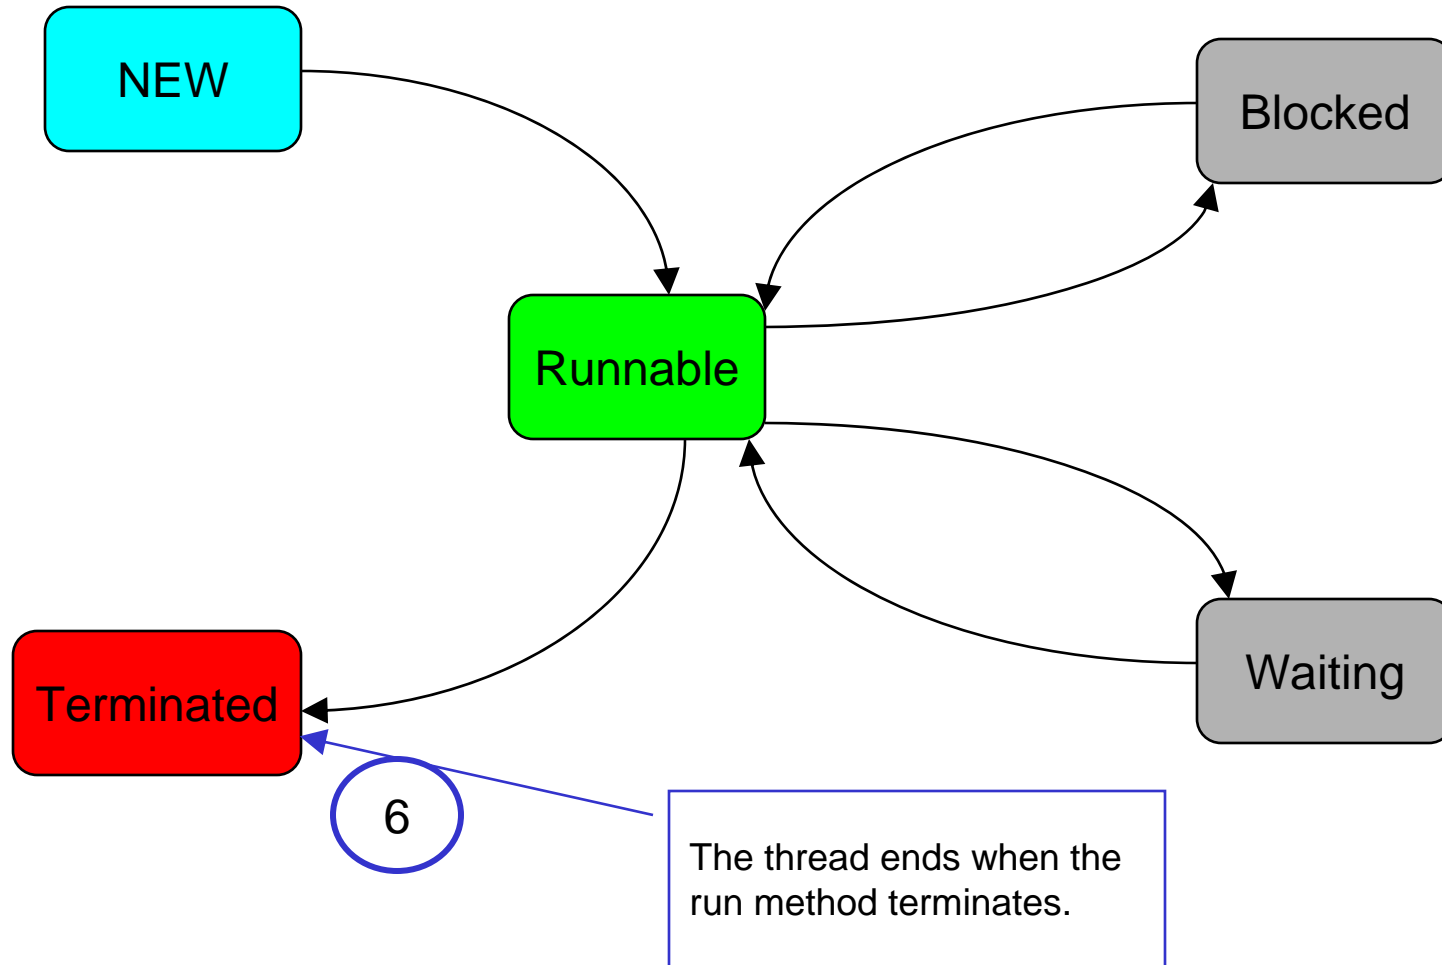 NEW
Blocked
Runnable
Waiting
Terminated
6
The thread ends when the
run method terminates.